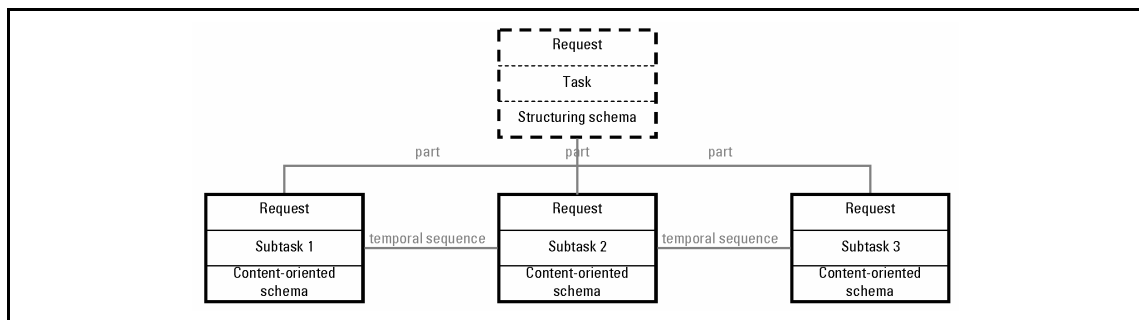 Request
Task
Structuring schema
part part part
Request Request Request
Subtask 1 temporal sequence Subtask 2 temporal sequence Subtask 3
Content-oriented Content-oriented Content-oriented
schema schema schema